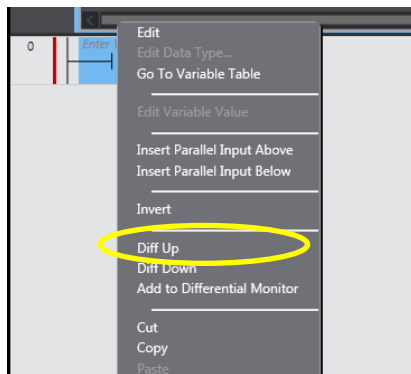 0
Enter
Edit
Edit Data Type...
Go To Variable Table
Edit Variable Value
Insert Parallel Input Above
Insert Parallel Input Below
Invert
Diff Up
Diff Down
Add to Differential Monitor
Cut
Copy
Paste